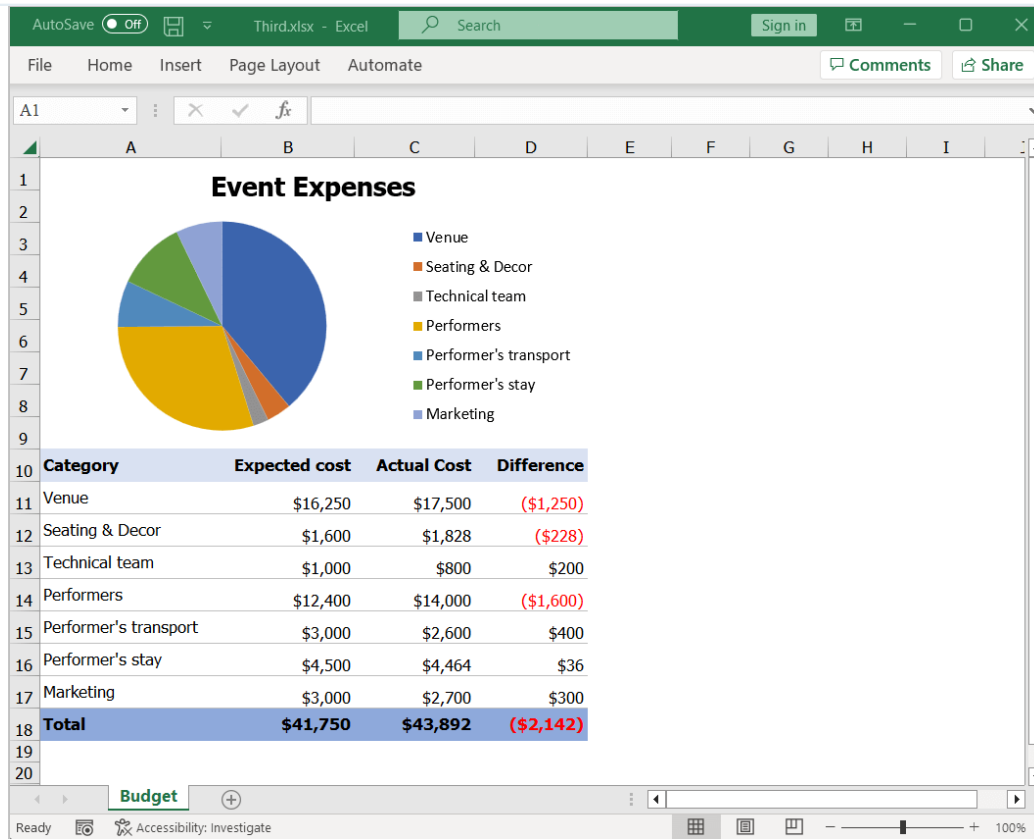 AutoSave Off Third.xlsx - Excel Search Sign in
File Home Insert Page Layout Automate Comments Share
A1 fx
A B C D E F G H I
1 Event Expenses
2
3 Venue
4 Seating & Decor
5 Technical team
6 Performers
7 Performer's transport
8 Performer's stay
9 Marketing
10 Category Expected cost Actual Cost Difference
11 Venue $16,250 $17,500 ($1,250)
12 Seating & Decor $1,600 $1,828 ($228)
13 Technical team $1,000 $800 $200
14 Performers $12,400 $14,000 ($1,600)
15 Performer's transport $3,000 $2,600 $400
16 Performer's stay $4,500 $4,464 $36
17 Marketing $3,000 $2,700 $300
18 Total $41,750 $43,892 ($2,142)
19
20
Budget
Ready Accessibility: Investigate 100%